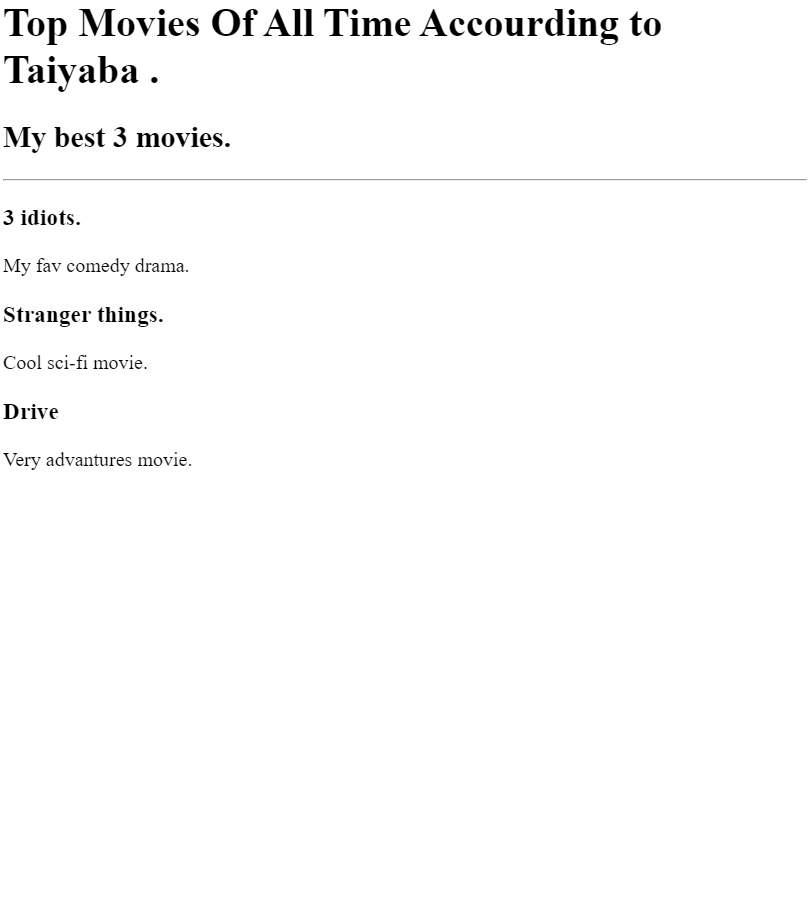 Top Movies Of All Time Accourding to
Taiyaba .
My best 3 movies.
3 idiots.
My fav comedy drama.
Stranger things.
Cool sci-fi movie.
Drive
Very advantures movie.